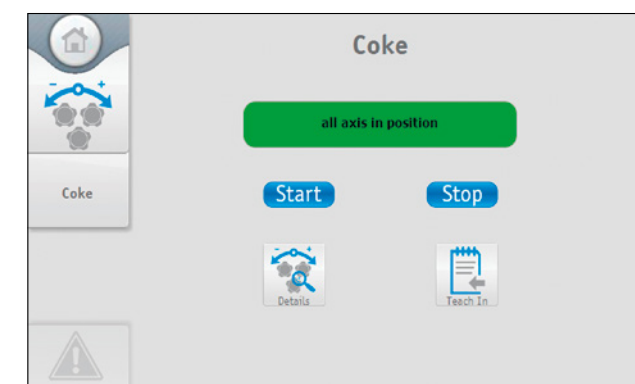 Coke
all axis in position
Coke
Start
Stop
Details
Teach In